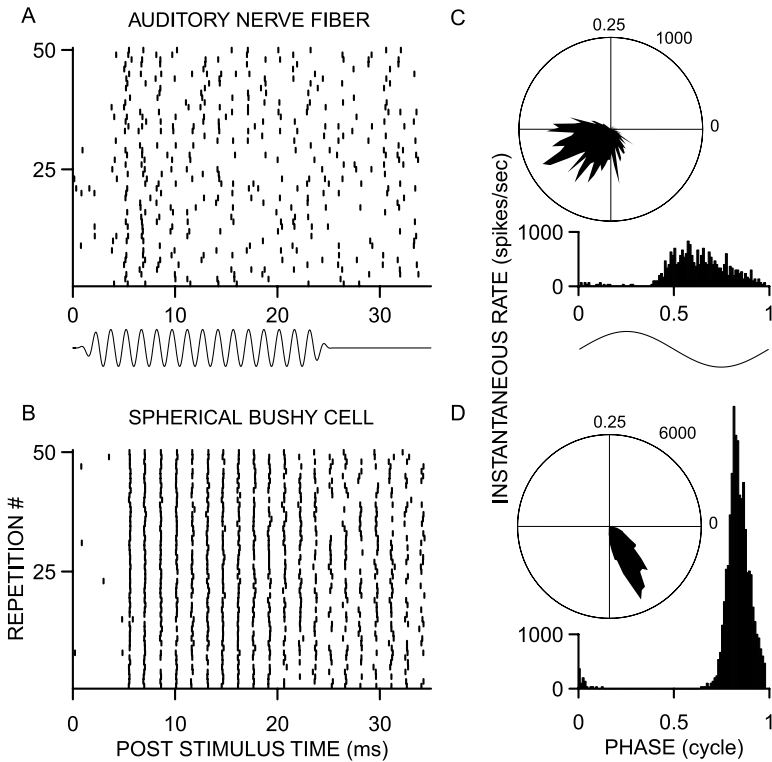 A
AUDITORY NERVE FIBER
50
25
0
10
20
30
B
SPHERICAL BUSHY CELL
50
25
0
10
20
30
REPETITION #
POST STIMULUS TIME (ms)
C
0.25
1000
0
1000
0
0
0.5
1
INSTANTANEOUS RATE (spikes/sec)
D
0.25
6000
0
1000
0
0
0.5
1
PHASE (cycle)